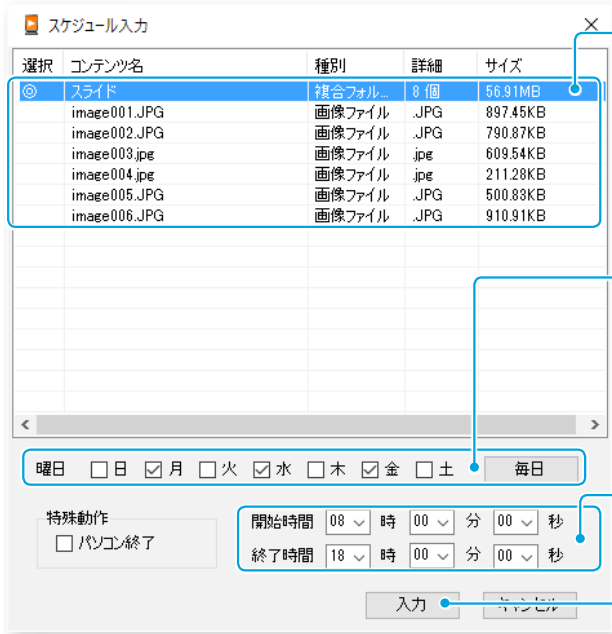 スケジュール入力
選択 コンテンツ名 種別 詳細 サイズ
◎ スライド 複合フォル... 8個 56.91MB
image001.JPG 画像ファイル .JPG 897.45KB
image002.JPG 画像ファイル .JPG 790.87KB
image003.jpg 画像ファイル .jpg 609.54KB
image004.jpg 画像ファイル .jpg 211.28KB
image005.JPG 画像ファイル .JPG 500.83KB
image006.JPG 画像ファイル .JPG 910.91KB
曜日 日 月 火 水 木 金 土 毎日
特殊動作
パソコン終了
開始時間 08 時 00 分 00 秒
終了時間 18 時 00 分 00 秒
入力 キャンセル